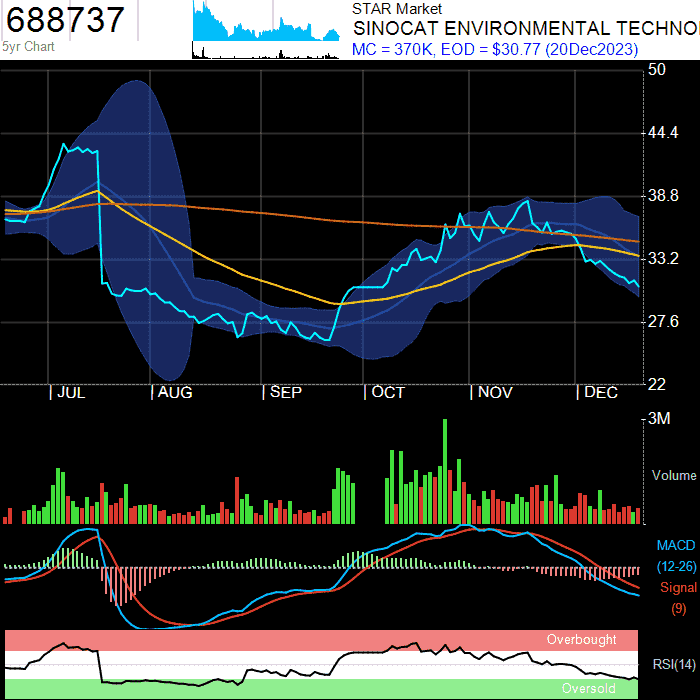 688737
5yr Chart
STAR Market
SINOCAT ENVIRONMENTAL TECHNO
MC = 370K, EOD = $30.77 (20Dec2023)
50
44.4
38.8
33.2
27.6
22
JUL
AUG
SEP
OCT
NOV
DEC
3M
Volume
MACD
(12-26)
Signal
(9)
Overbought
RSI(14)
Oversold